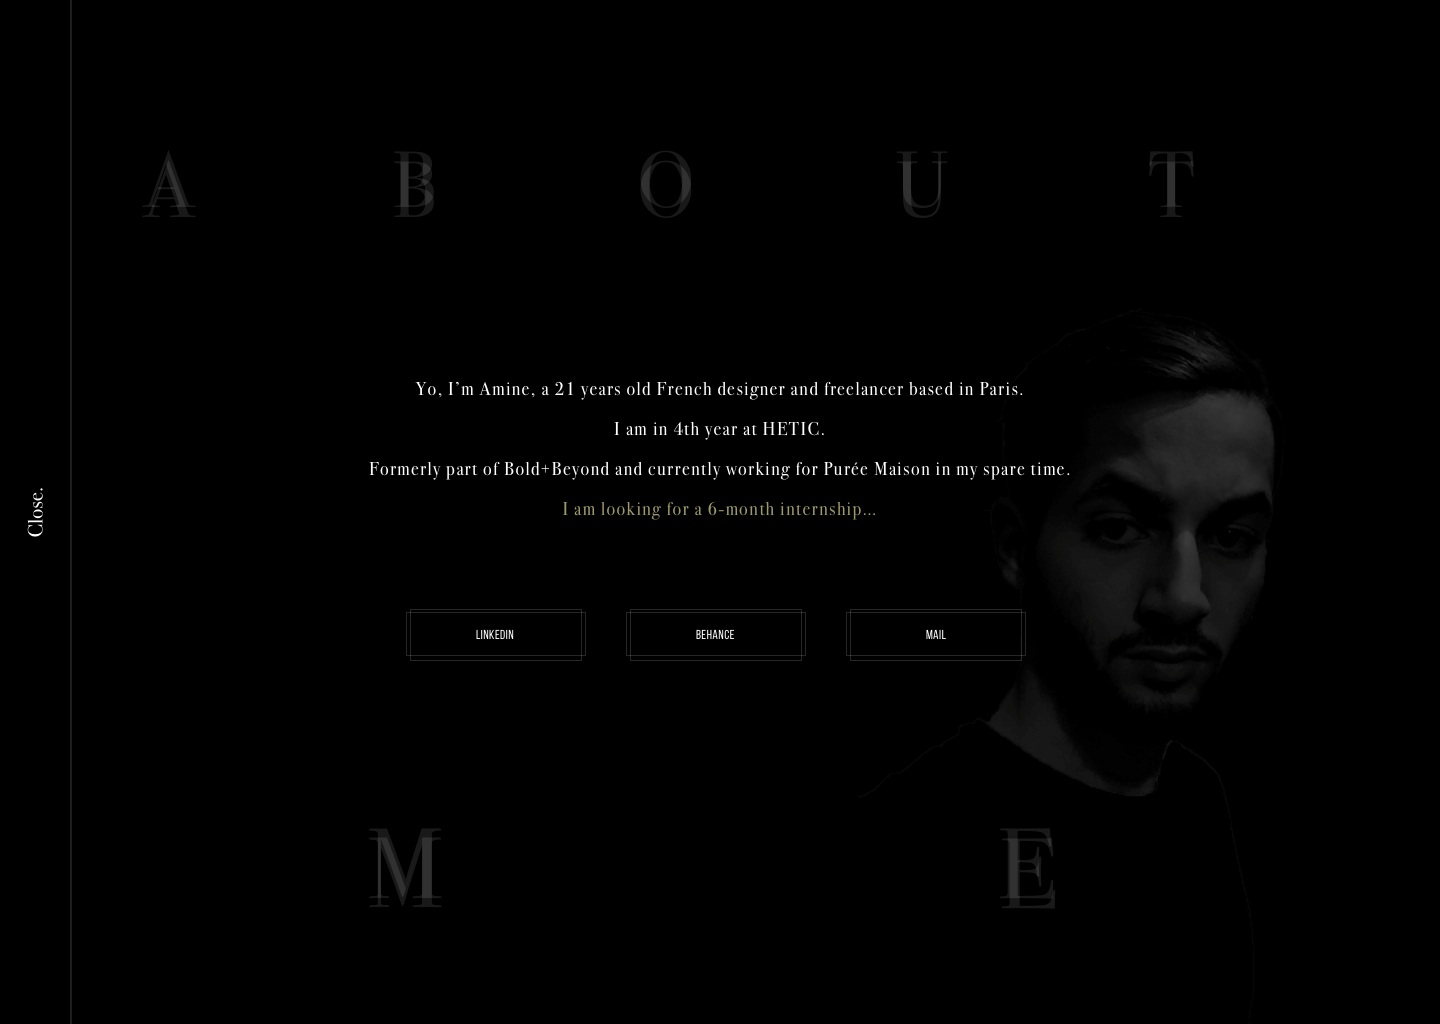 A B O U T
Yo, I’m Amine, a 21 years old French designer and freelancer based in Paris.
I am in 4th year at HETIC.
Formerly part of Bold+Beyond and currently working for Purée Maison in my spare time.
I am looking for a 6-month internship...
Close.
LINKEDIN
BEHANCE
MAIL
M E